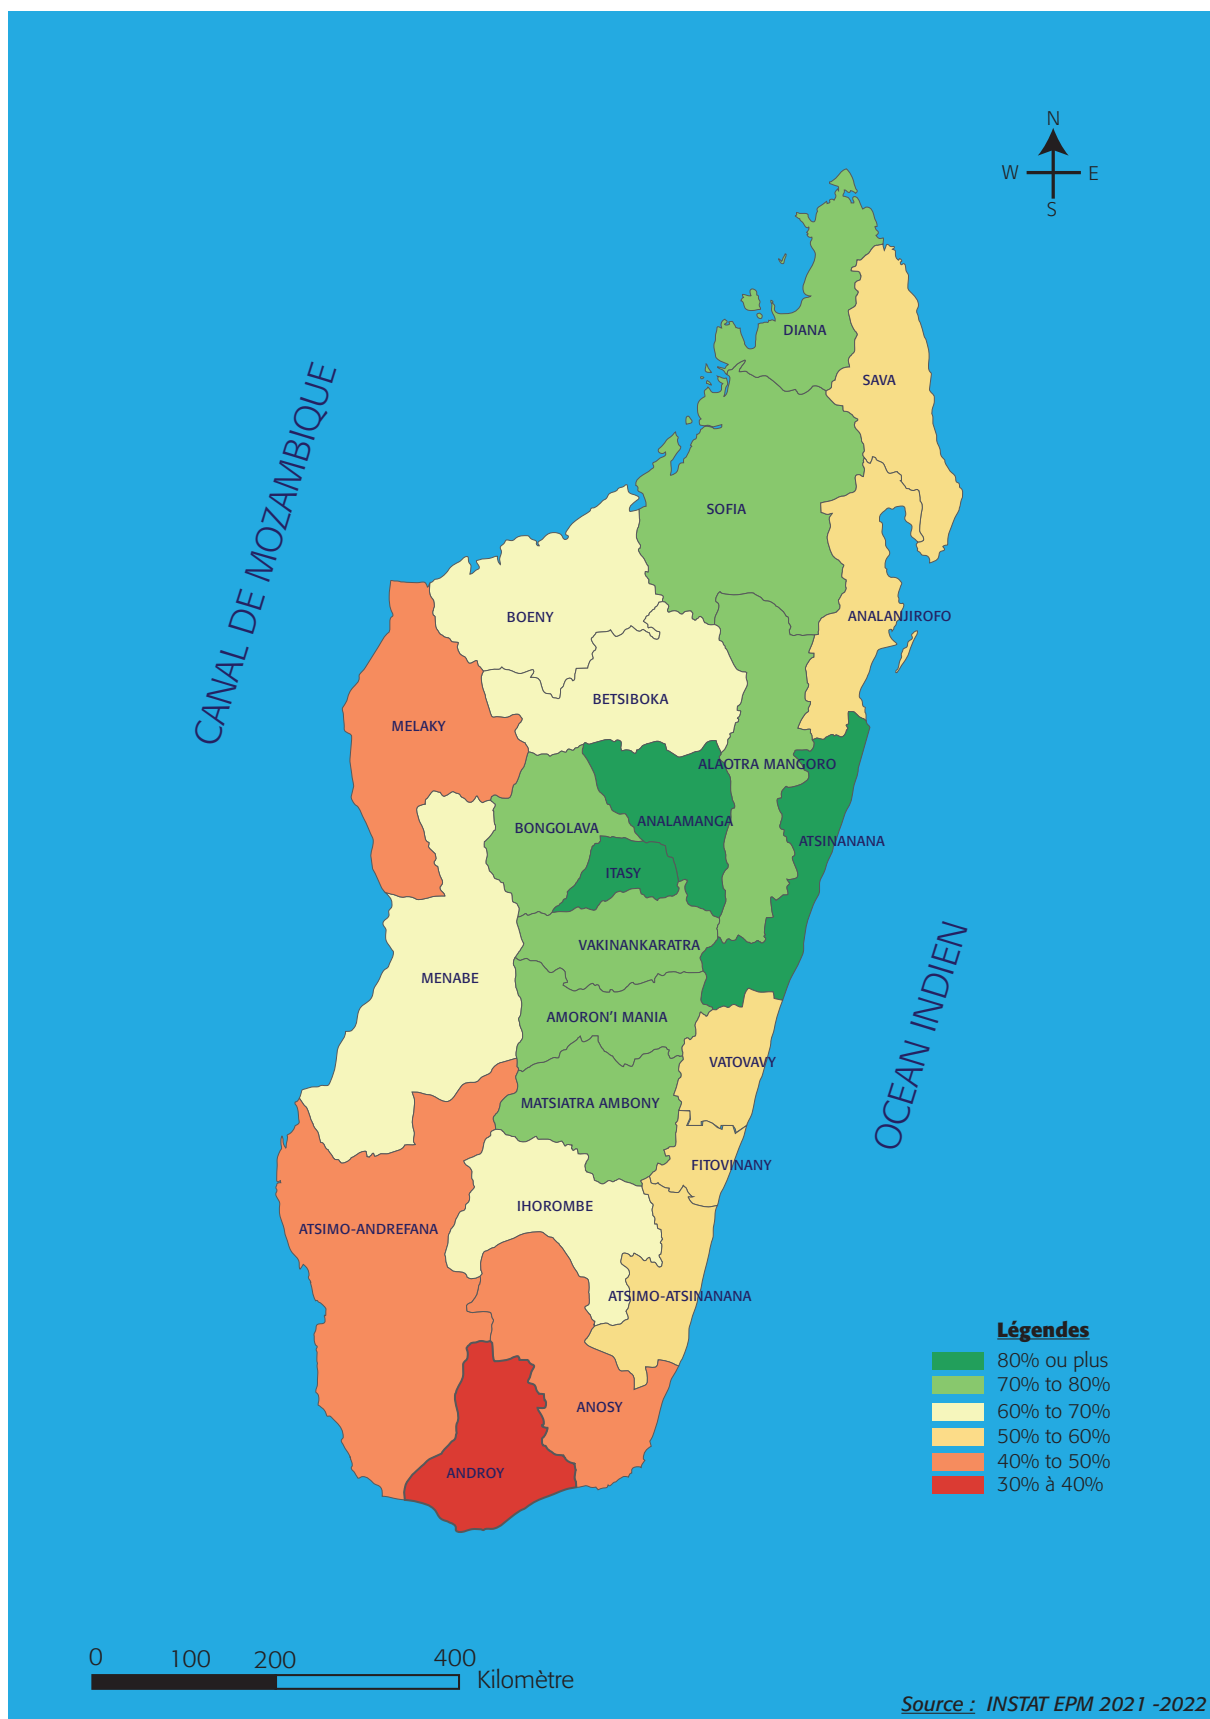 N
W
E
S
DIANA
SAVA
SOFIA
CANAL DE MOZAMBIQUE
BOENY
ANALANJIROFO
BETSIBOKA
MELAKY
ALAOTRA MANGORO
ANALAMANGA
BONGOLAVA
ATSINANANA
ITASY
VAKINANKARATRA
MENABE
AMORON'I MANIA
OCEAN INDIEN
VATOVAVY
MATSIATRA AMBONY
FITOVINANY
IHOROMBE
ATSIMO-ANDREFANA
ATSIMO-ATSINANANA
ANOSY
ANDROY
Légendes
80% ou plus
70% to 80%
60% to 70%
50% to 60%
40% to 50%
30% à 40%
0 100 200 400
Kilomètre
Source : INSTAT EPM 2021 -2022